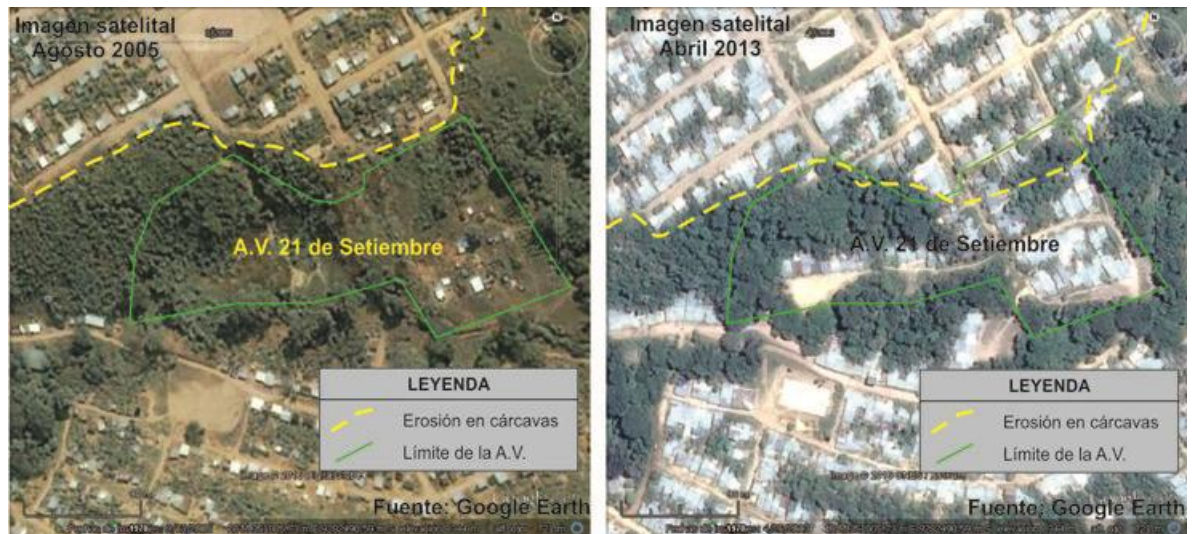 Imagen satelital
Agosto 2005
A.V. 21 de Setiembre
LEYENDA
Erosión en cárcavas
Límite de la A.V.
Fuente: Google Earth
Imagen satelital
Abril 2013
A.V. 21 de Setiembre
LEYENDA
Erosión en cárcavas
Límite de la A.V.
Fuente: Google Earth